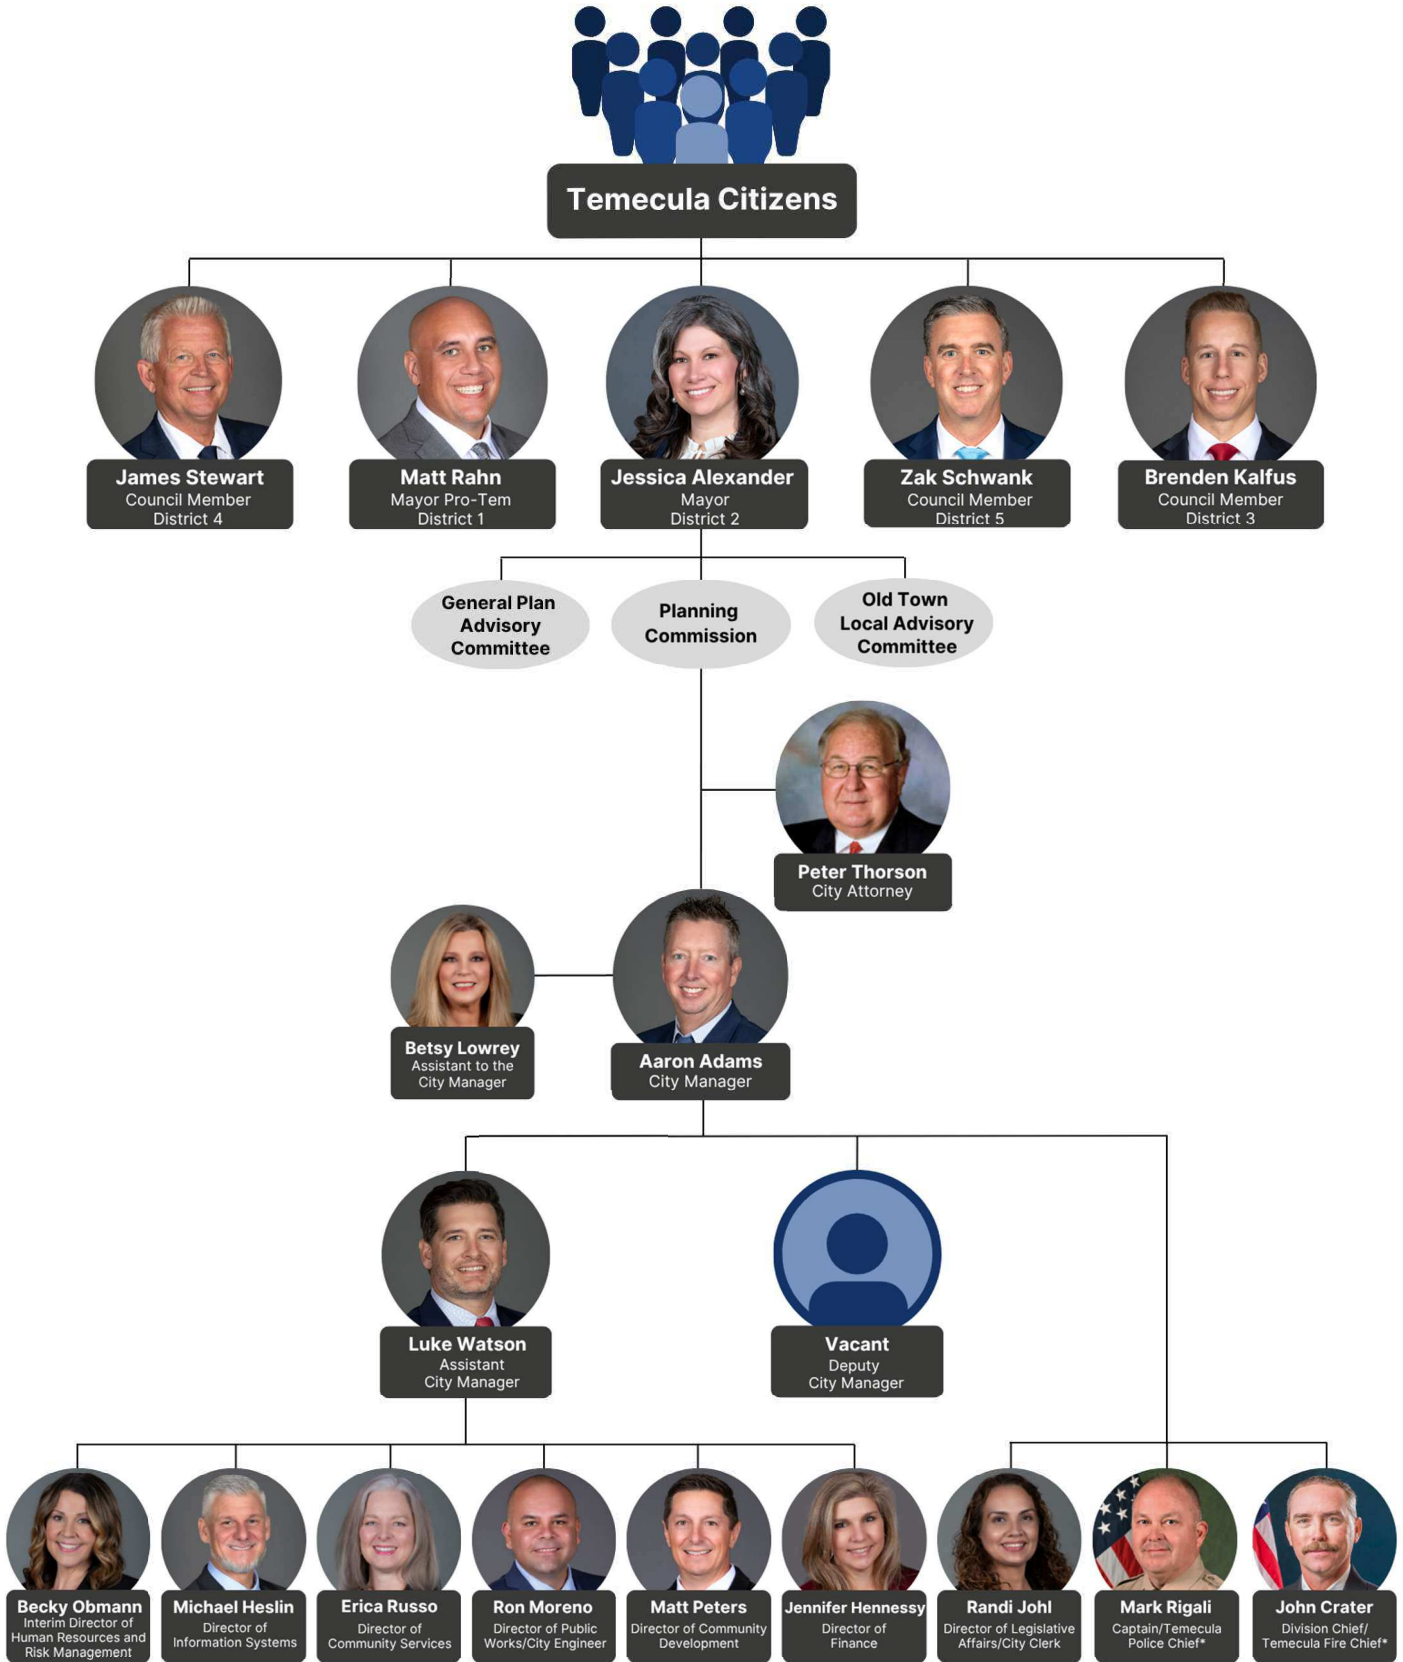 Temecula Citizens
James Stewart
Council Member
District 4
Matt Rahn
Mayor Pro-Tem
District 1
Jessica Alexander
Mayor
District 2
Zak Schwank
Council Member
District 5
Brenden Kalfus
Council Member
District 3
General Plan
Advisory
Committee
Planning
Commission
Old Town
Local Advisory
Committee
Peter Thorson
City Attorney
Betsy Lowrey
Assistant to the
City Manager
Aaron Adams
City Manager
Luke Watson
Assistant
City Manager
Vacant
Deputy
City Manager
Becky Obmann
Interim Director of
Human Resources and
Risk Management
Michael Heslin
Director of
Information Systems
Erica Russo
Director of
Community Services
Ron Moreno
Director of Public
Works/City Engineer
Matt Peters
Director of Community
Development
Jennifer Hennessy
Director of
Finance
Randi Johl
Director of Legislative
Affairs/City Clerk
Mark Rigali
Captain/Temecula
Police Chief*
John Crater
Division Chief/
Temecula Fire Chief*